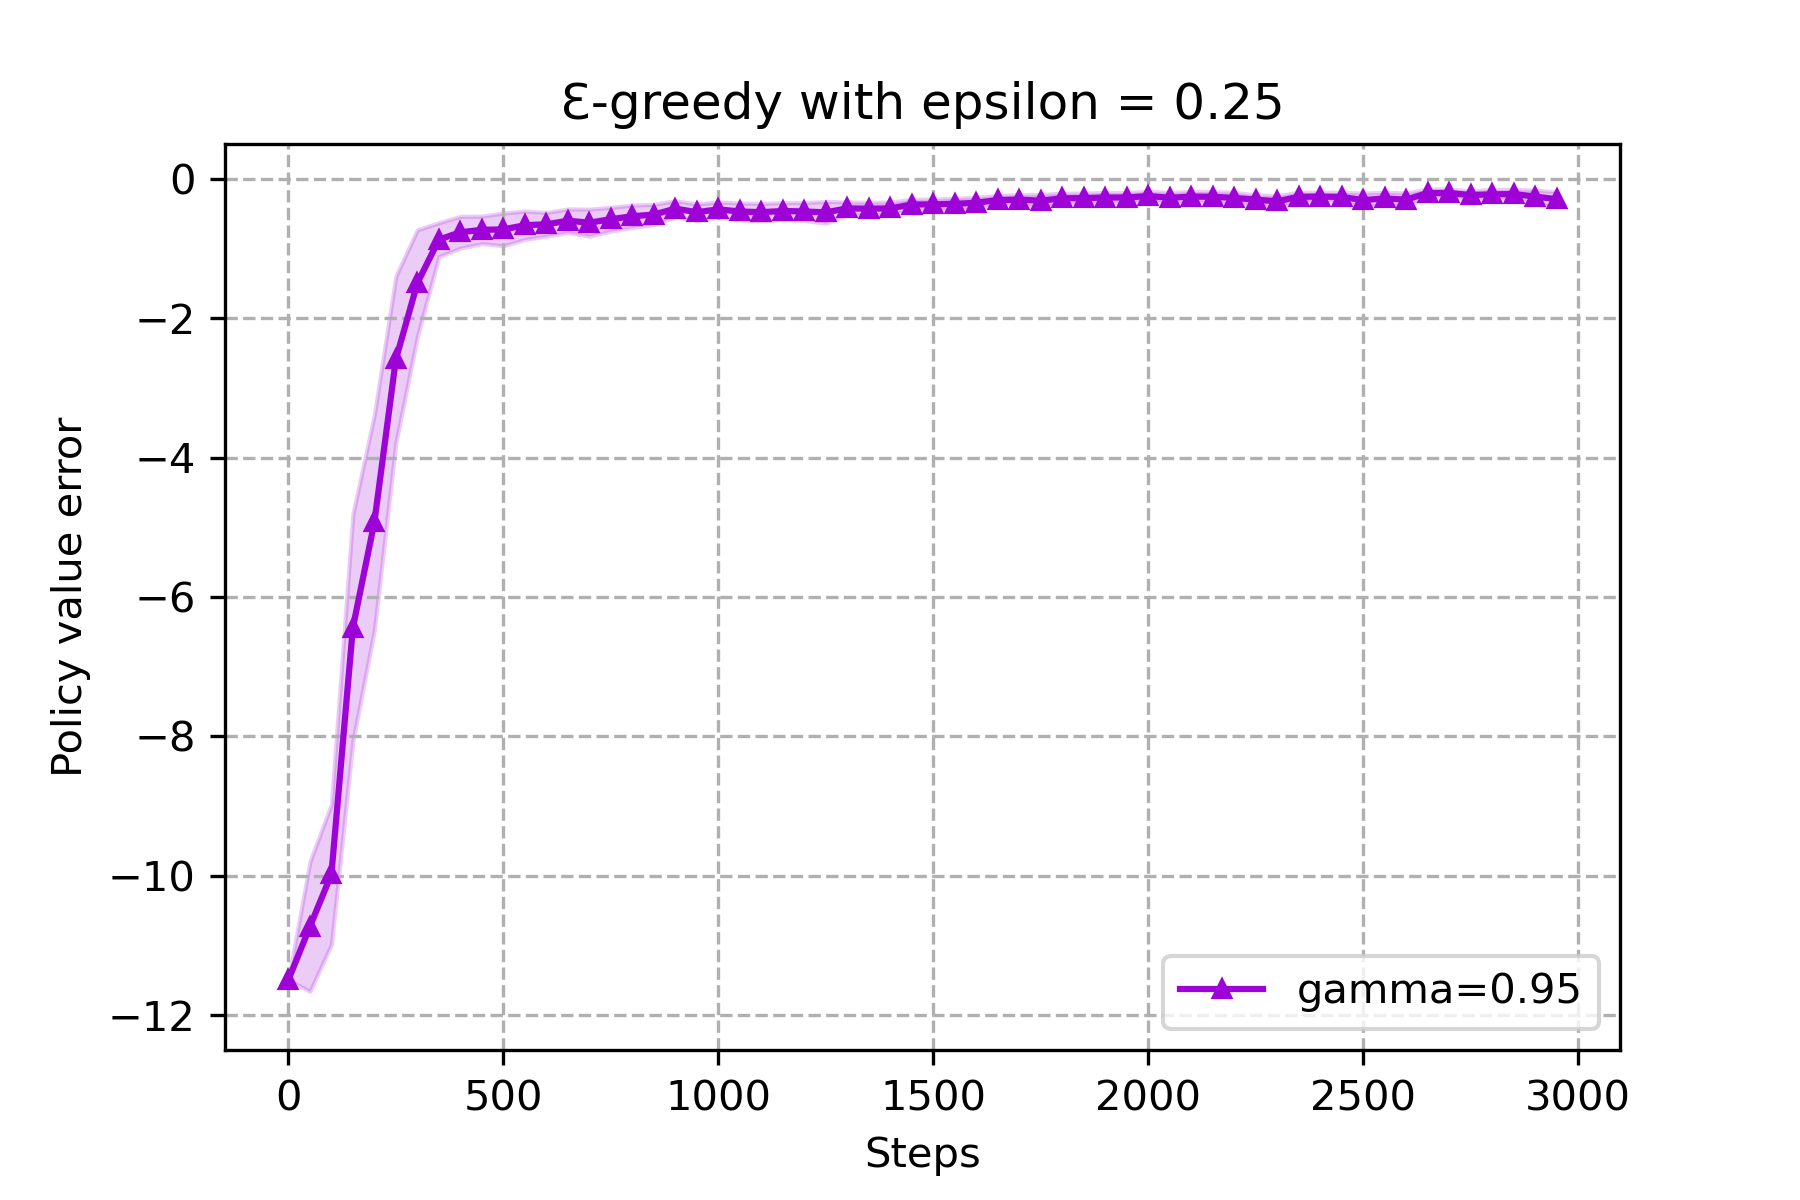 Ɛ-greedy with epsilon = 0.25
Policy value error
0
−2
−4
−6
−8
−10
−12
gamma=0.95
0 500 1000 1500 2000 2500 3000
Steps